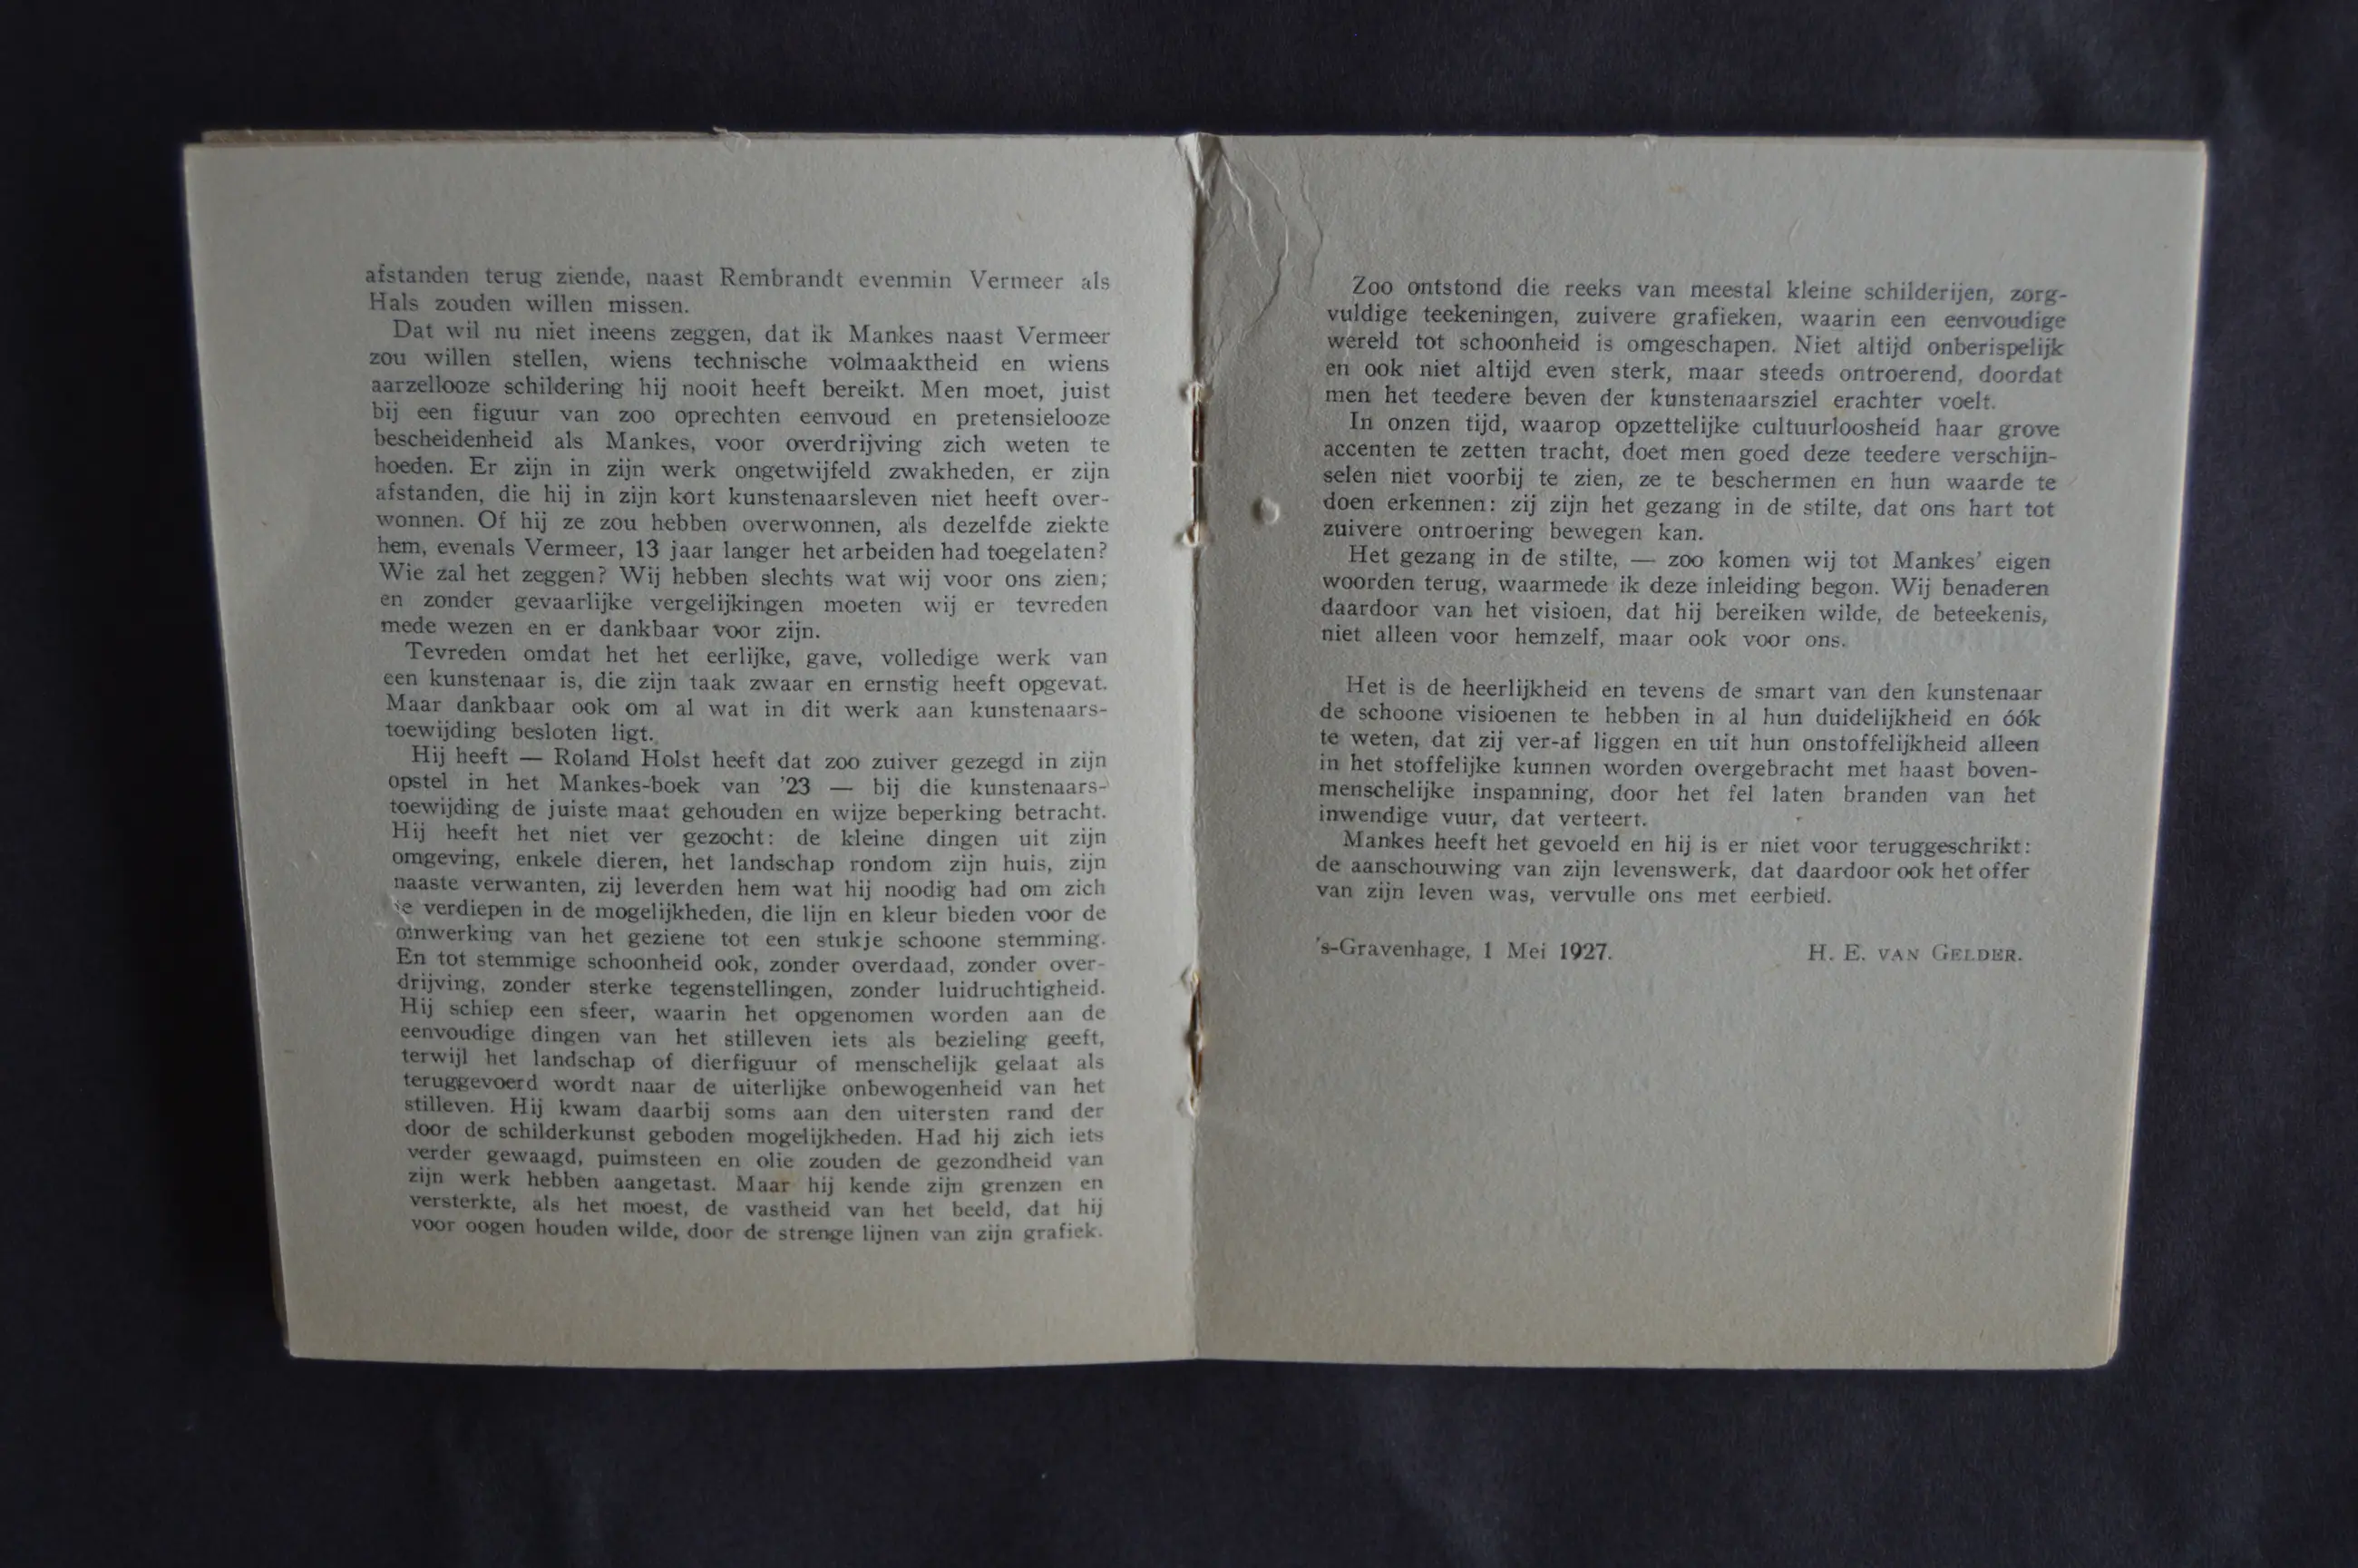 afstanden terug ziende, naast Rembrandt evenmin Vermeer als
Hals zouden willen missen.
Dat wil nu niet ineens zeggen, dat ik Mankes naast Vermeer
zou willen stellen, wiens technische volmaaktheid en wiens
aarzellooze schildering hij nooit heeft bereikt. Men moet, juist
bij een figuur van zoo oprechten eenvoud en pretensielooze
bescheidenheid als Mankes, voor overdrijving zich weten te
hoeden. Er zijn in zijn werk ongetwijfeld zwakheden, er zijn
afstanden, die hij in zijn kort kunstenaarsleven niet heeft over-
wonnen. Of hij ze zou hebben overwonnen, als dezelfde ziekte
hem, evenals Vermeer, 13 jaar langer het arbeiden had toegelaten?
Wie zal het zeggen? Wij hebben slechts wat wij voor ons zien;
en zonder gevaarlijke vergelijkingen moeten wij er tevreden
mede wezen en er dankbaar voor zijn.
Tevreden omdat het het eerlijke, gave, volledige werk van
een kunstenaar is, die zijn taak zwaar en ernstig heeft opgevat.
Maar dankbaar ook om al wat in dit werk aan kunstenaars-
toewijding besloten ligt.
Hij heeft — Roland Holst heeft dat zoo zuiver gezegd in zijn
opstel in het Mankes-boek van '23 — bij die kunstenaars-
toewijding de juiste maat gehouden en wijze beperking betracht.
Hij heeft het niet ver gezocht: de kleine dingen uit zijn
omgeving, enkele dieren, het landschap rondom zijn huis, zijn
naaste verwanten, zij leverden hem wat hij noodig had om zich
te verdiepen in de mogelijkheden, die lijn en kleur bieden voor de
omwerking van het geziene tot een stukje schoone stemming.
En tot stemmige schoonheid ook, zonder overdaad, zonder over-
drijving, zonder sterke tegenstellingen, zonder luidruchtigheid.
Hij schiep een sfeer, waarin het opgenomen worden aan de
eenvoudige dingen van het stilleven iets als bezieling geeft,
terwijl het landschap of dierfiguur of menschelijk gelaat als
teruggevoerd wordt naar de uiterlijke onbewogenheid van het
stilleven. Hij kwam daarbij soms aan den uitersten rand der
door de schilderkunst geboden mogelijkheden. Had hij zich iets
verder gewaagd, puimsteen en olie zouden de gezondheid van
zijn werk hebben aangetast. Maar hij kende zijn grenzen en
versterkte, als het moest, de vastheid van het beeld, dat hij
voor oogen houden wilde, door de strenge lijnen van zijn grafiek.
Zoo ontstond die reeks van meestal kleine schilderijen, zorg-
vuldige teekeningen, zuivere grafieken, waarin een eenvoudige
wereld tot schoonheid is omgeschapen. Niet altijd onberispelijk
en ook niet altijd even sterk, maar steeds ontroerend, doordat
men het teedere beven der kunstenaarsziel erachter voelt.
In onzen tijd, waarop opzettelijke cultuurloosheid haar grove
accenten te zetten tracht, doet men goed deze teedere verschijn-
selen niet voorbij te zien, ze te beschermen en hun waarde te
doen erkennen: zij zijn het gezang in de stilte, dat ons hart tot
zuivere ontroering bewegen kan.
Het gezang in de stilte, — zoo komen wij tot Mankes' eigen
woorden terug, waarmede ik deze inleiding begon. Wij benaderen
daardoor van het visioen, dat hij bereiken wilde, de beteekenis,
niet alleen voor hemzelf, maar ook voor ons.
Het is de heerlijkheid en tevens de smart van den kunstenaar
de schoone visioenen te hebben in al hun duidelijkheid en óók
te weten, dat zij ver-af liggen en uit hun onstoffelijkheid alleen
in het stoffelijke kunnen worden overgebracht met haast boven-
menschelijke inspanning, door het fel laten branden van het
inwendige vuur, dat verteert.
Mankes heeft het gevoeld en hij is er niet voor teruggeschrikt:
de aanschouwing van zijn levenswerk, dat daardoor ook het offer
van zijn leven was, vervulle ons met eerbied.
's-Gravenhage, 1 Mei 1927. H. E. VAN GELDER.